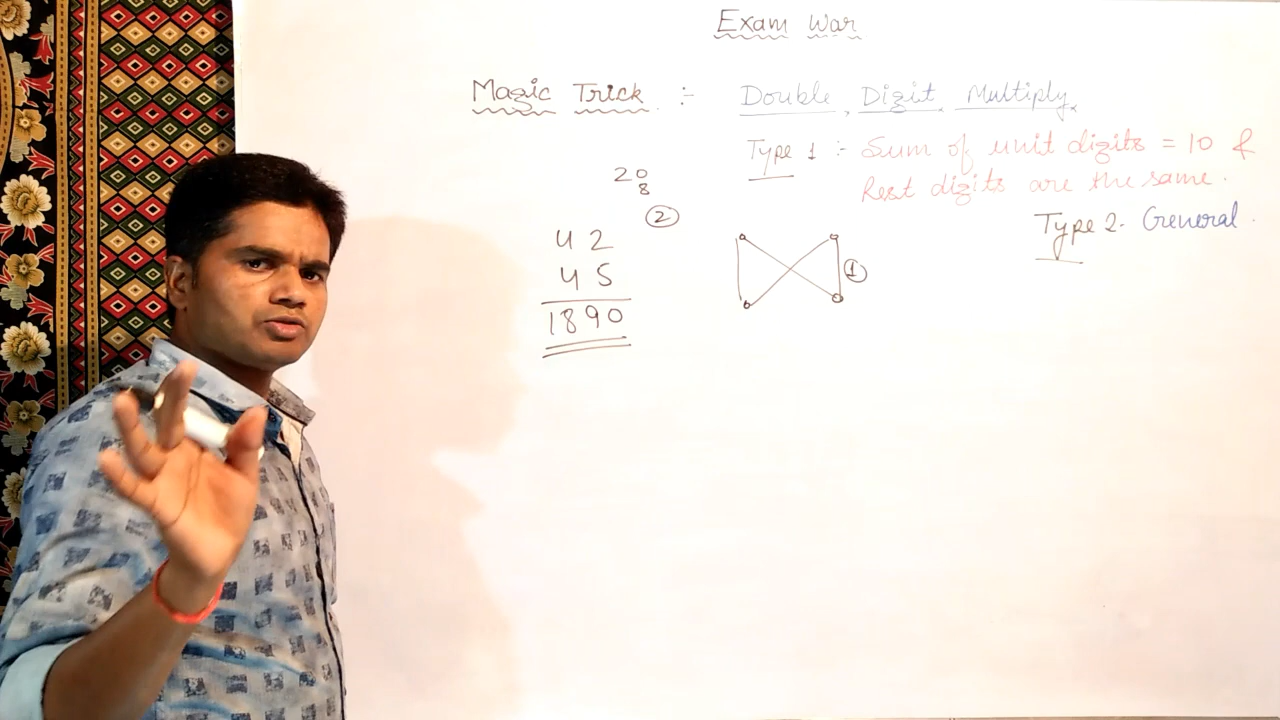 Exam War
Magic Trick :- Double Digit Multiply
Type 1 :- Sum of unit digits = 10 &
Rest digits are the same.
Type 2- General.
20
8
2
42
45
1890
1